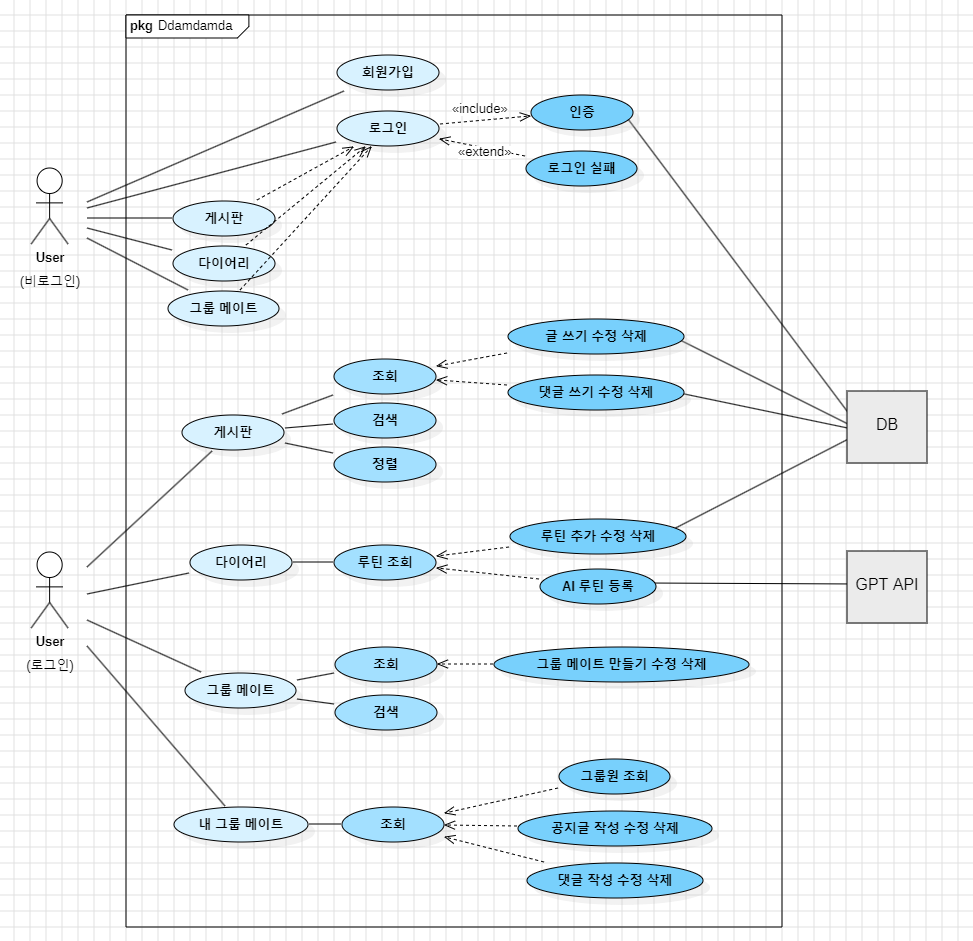 pkg Ddamdamda
회원가입
로그인
«include»
인증
«extend»
로그인 실패
게시판
다이어리
그룹 메이트
User
(비로그인)
글 쓰기 수정 삭제
조회
댓글 쓰기 수정 삭제
검색
게시판
정렬
DB
루틴 추가 수정 삭제
다이어리
루틴 조회
AI 루틴 등록
GPT API
User
(로그인)
조회
그룹 메이트 만들기 수정 삭제
그룹 메이트
검색
그룹원 조회
내 그룹 메이트
조회
공지글 작성 수정 삭제
댓글 작성 수정 삭제